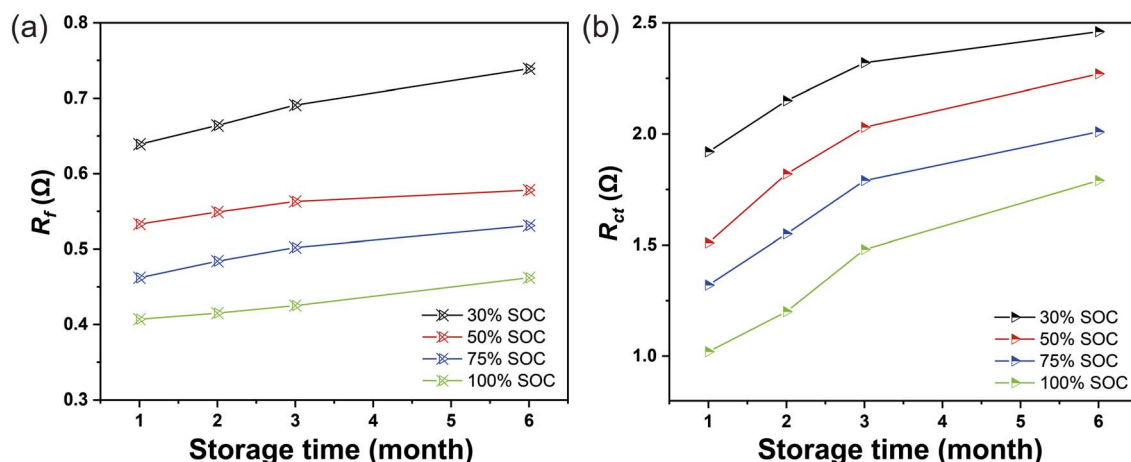 (a)
0.8
0.7
0.6
0.5
0.4
0.3
R_f (Ω)
30% SOC
50% SOC
75% SOC
100% SOC
1 2 3 4 5 6
Storage time (month)
(b)
2.5
2.0
1.5
1.0
R_ct (Ω)
30% SOC
50% SOC
75% SOC
100% SOC
1 2 3 4 5 6
Storage time (month)